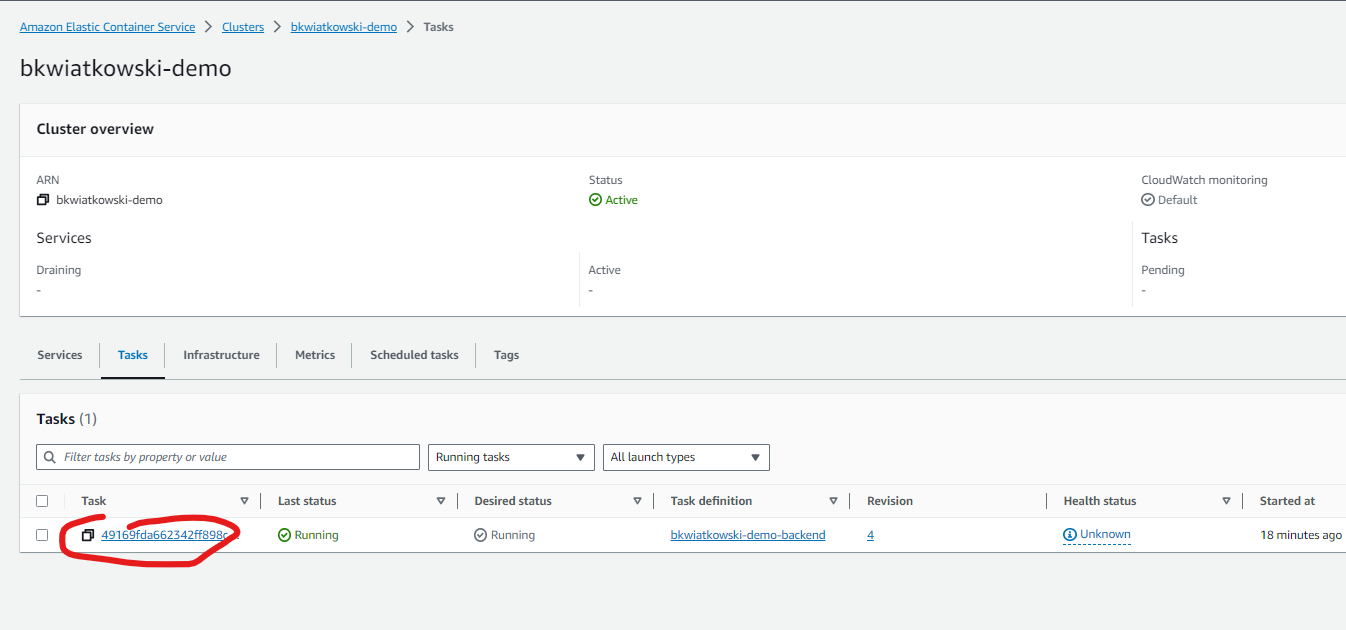 Amazon Elastic Container Service > Clusters > bkwiatkowski-demo > Tasks
bkwiatkowski-demo
Cluster overview
ARN Status CloudWatch monitoring
bkwiatkowski-demo Active Default
Services Tasks
Draining Active Pending
- - -
Services Tasks Infrastructure Metrics Scheduled tasks Tags
Tasks (1)
Filter tasks by property or value Running tasks All launch types
Task Last status Desired status Task definition Revision Health status Started at
49169fda662342ff898c... Running Running bkwiatkowski-demo-backend 4 Unknown 18 minutes ago